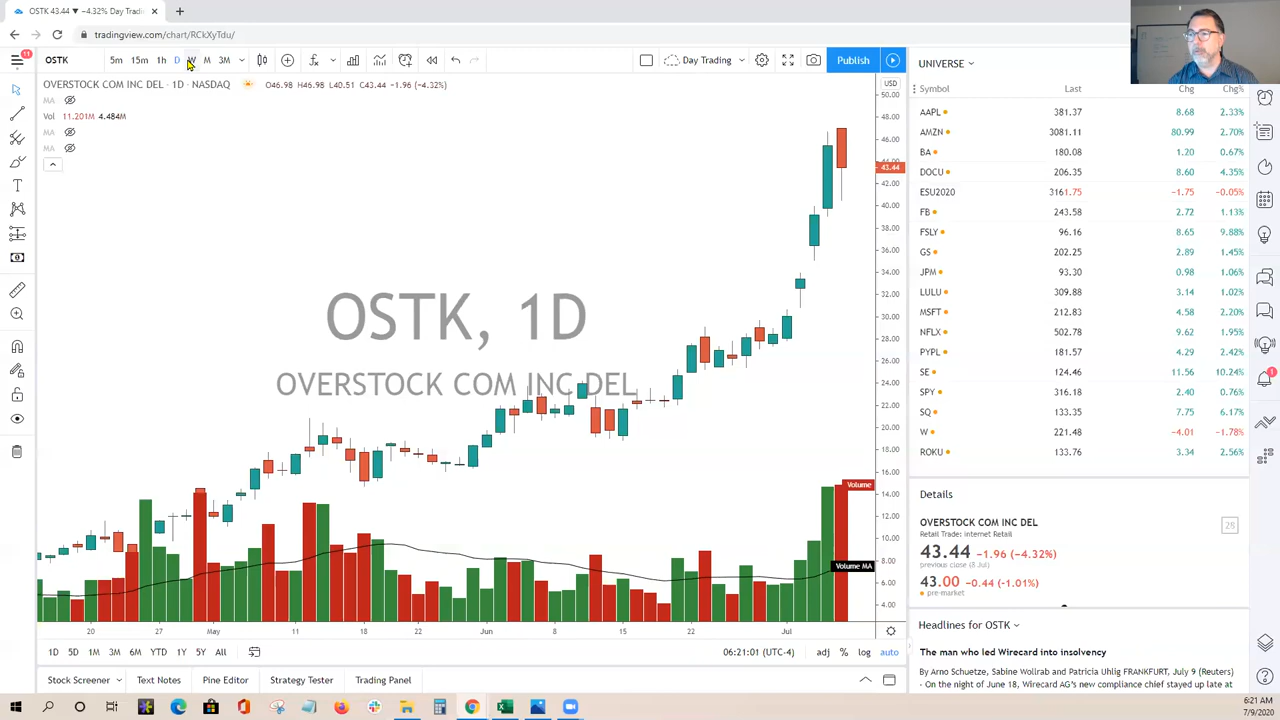 OSTK 43.44 ▼ −4.32% Day Tradi
tradingview.com/chart/RCkXyTdu/
11
OSTK 5m 15m 1h D W M 3M Day Trading Publish
OVERSTOCK COM INC DEL · 1D · NASDAQ O46.98 H46.98 L40.51 C43.44 −1.96 (−4.32%)
MA
Vol 11.201M 4.484M
MA
MA
OSTK, 1D
OVERSTOCK COM INC DEL
USD
50.00
48.00
46.00
44.00
43.44
42.00
40.00
38.00
36.00
34.00
32.00
30.00
28.00
26.00
24.00
22.00
20.00
18.00
16.00
14.00
12.00
10.00
8.00
6.00
4.00
Volume
Volume MA
20 27 May 11 18 22 Jun 8 15 22 Jul
1D 5D 1M 3M 6M YTD 1Y 5Y All 06:21:01 (UTC-4) adj % log auto
Stock Screener Text Notes Pine Editor Strategy Tester Trading Panel
UNIVERSE
Symbol Last Chg Chg%
AAPL 381.37 8.68 2.33%
AMZN 3081.11 80.99 2.70%
BA 180.08 1.20 0.67%
DOCU 206.35 8.60 4.35%
ESU2020 3161.75 −1.75 −0.05%
FB 243.58 2.72 1.13%
FSLY 96.16 8.65 9.88%
GS 202.25 2.89 1.45%
JPM 93.30 0.98 1.06%
LULU 309.88 3.14 1.02%
MSFT 212.83 4.58 2.20%
NFLX 502.78 9.62 1.95%
PYPL 181.57 4.29 2.42%
SE 124.46 11.56 10.24%
SPY 316.18 2.40 0.76%
SQ 133.35 7.75 6.17%
W 221.48 −4.01 −1.78%
ROKU 133.76 3.34 2.56%
1
Details
OVERSTOCK COM INC DEL
28
Retail Trade: Internet Retail
43.44 −1.96 (−4.32%)
previous close (8 Jul)
43.00 −0.44 (−1.01%)
pre-market
Headlines for OSTK
The man who led Wirecard into insolvency
By Arno Schuetze, Sabine Wollrab and Patricia Uhlig FRANKFURT, July 9 (Reuters)
- On the night of June 18, Wirecard AG's new compliance chief stayed up late at
6:21 AM
7/9/2020